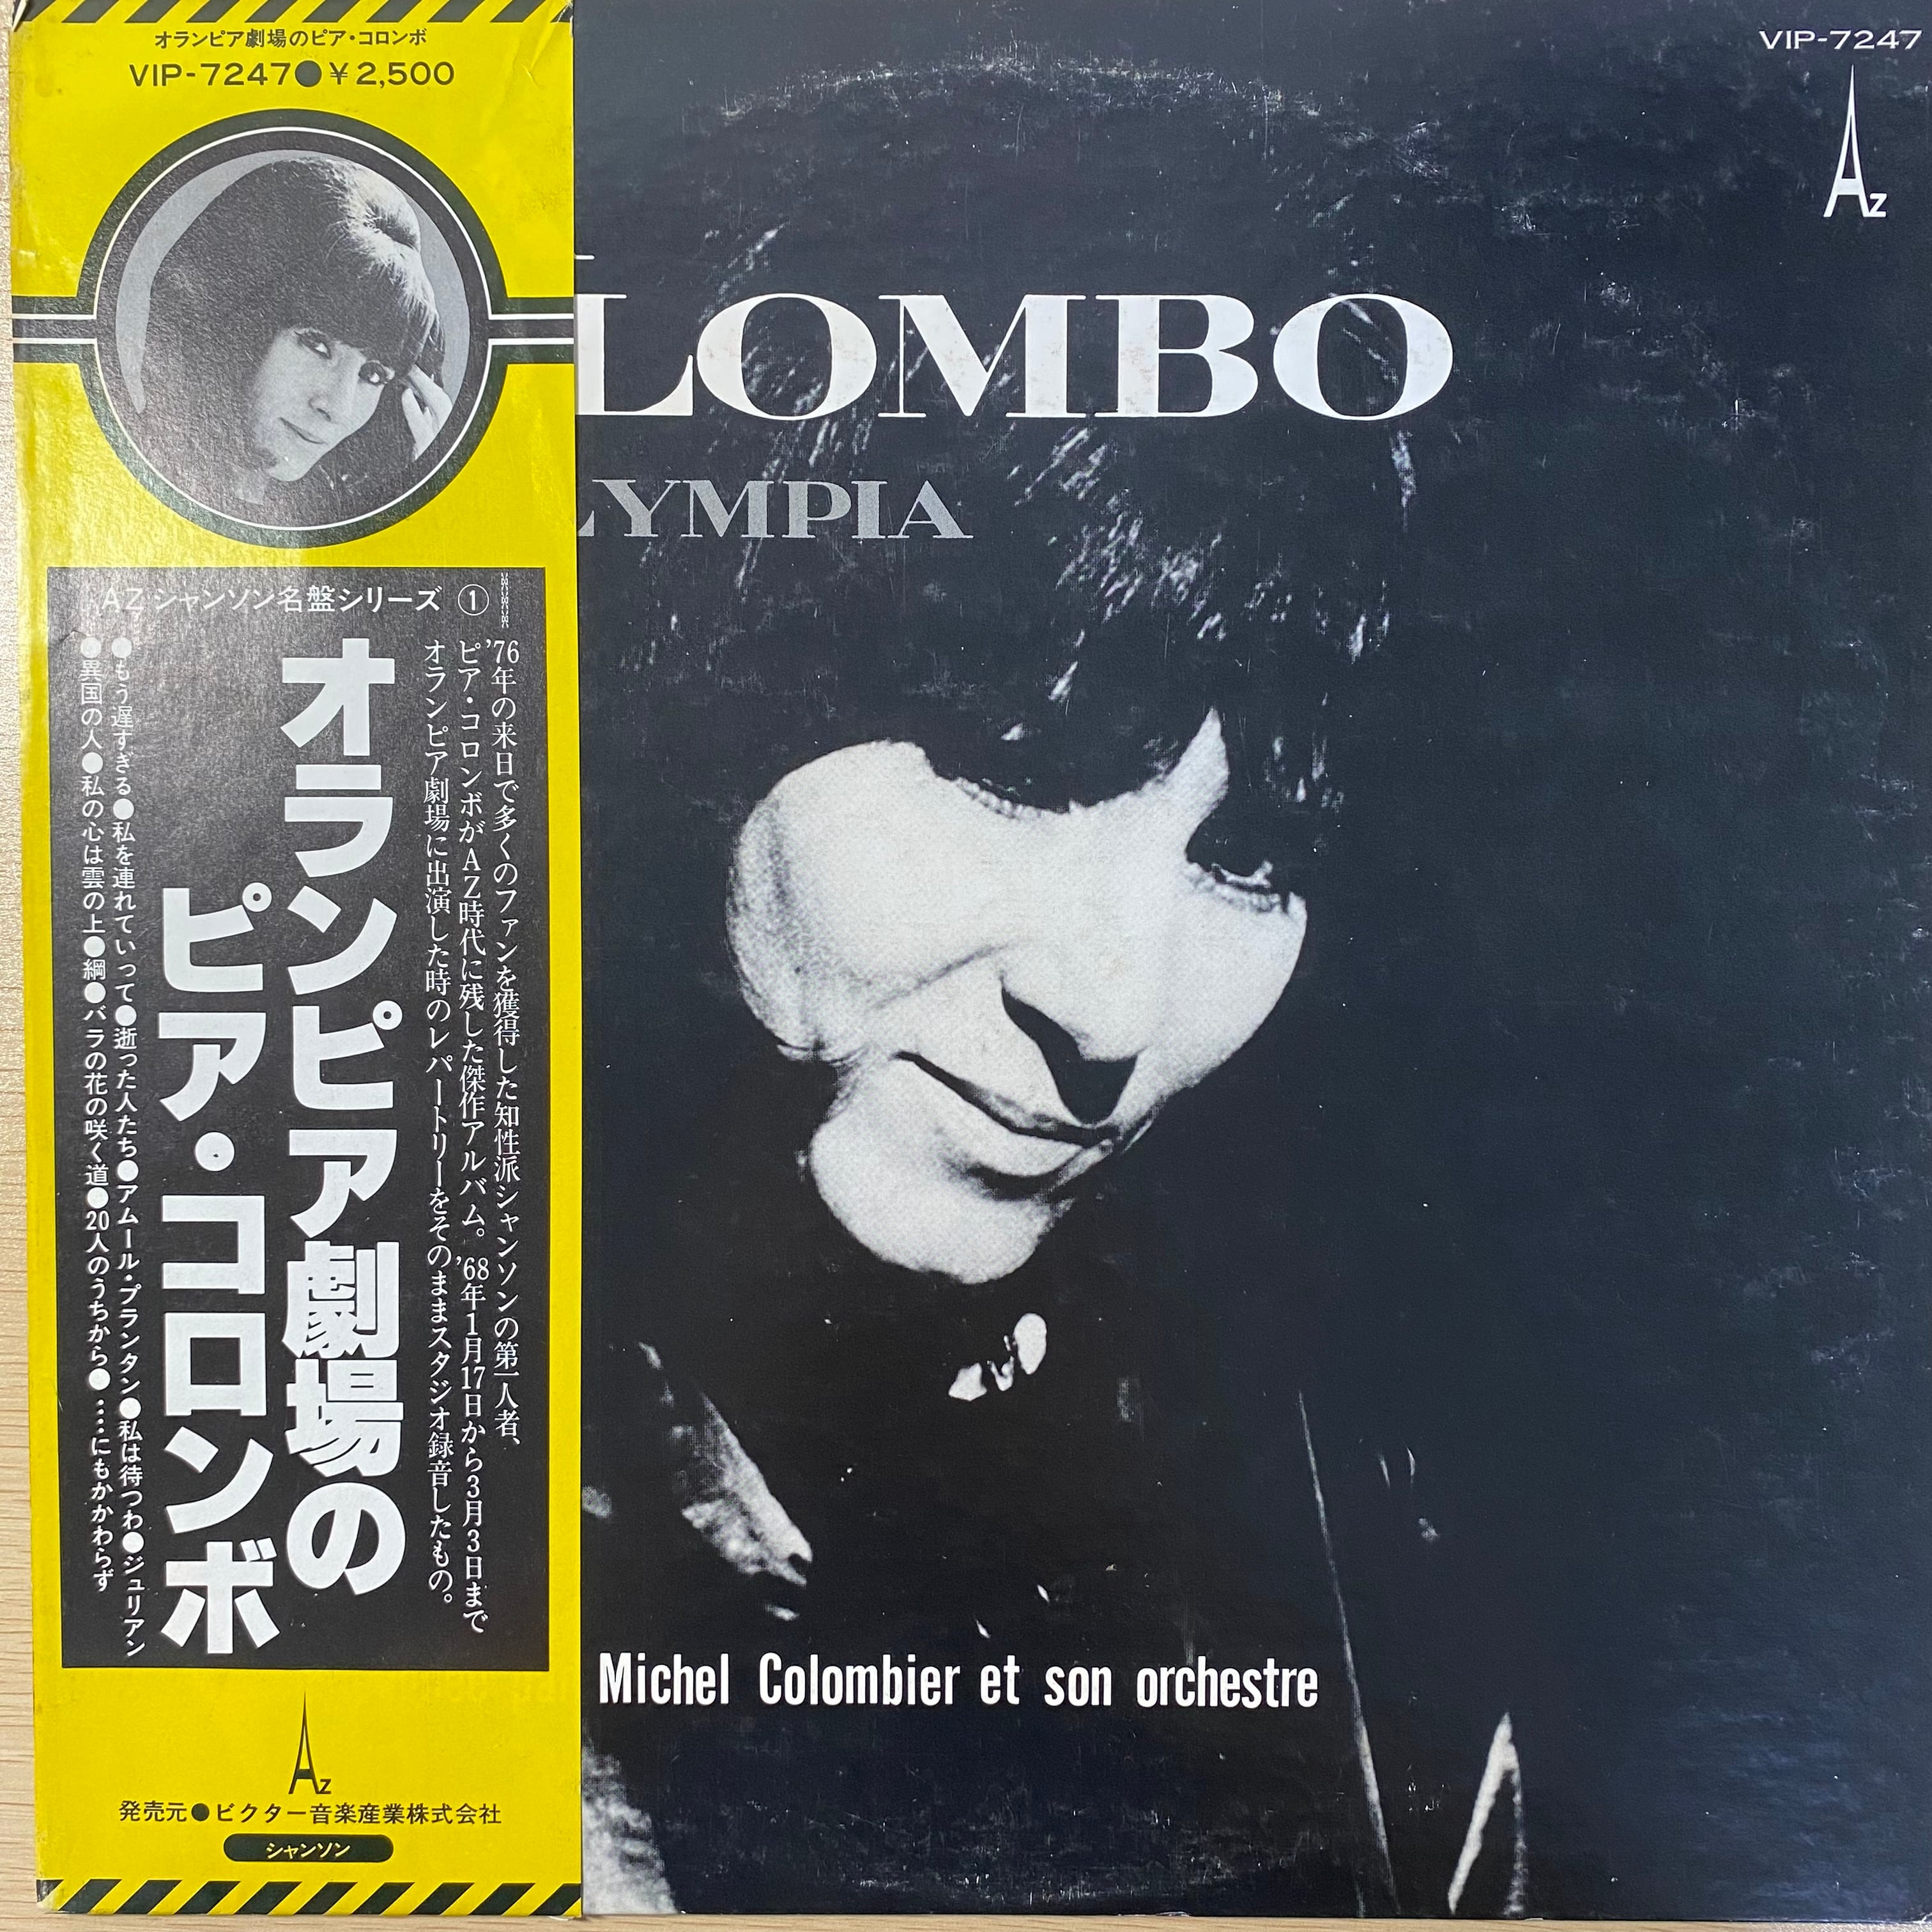 オランピア劇場のピア・コロンボ
VIP-7247●￥2,500
AZシャンソン名盤シリーズ ①
'76年の来日で多くのファンを獲得した知性派シャンソンの第一人者、
ピア・コロンボがAZ時代に残した傑作アルバム。'68年1月17日から3月3日まで
オランピア劇場に出演した時のレパートリーをそのままスタジオ録音したもの。
オランピア劇場の
ピア・コロンボ
●もう遅すぎる●私を連れていって●逝った人たち●アムール・プランタン●私は待つわ●ジュリアン
●異国の人●私の心は雲の上●綱●バラの花の咲く道●20人のうちから●……にもかかわらず
Az
発売元●ビクター音楽産業株式会社
シャンソン
VIP-7247
Az
LOMBO
LYMPIA
Michel Colombier et son orchestre